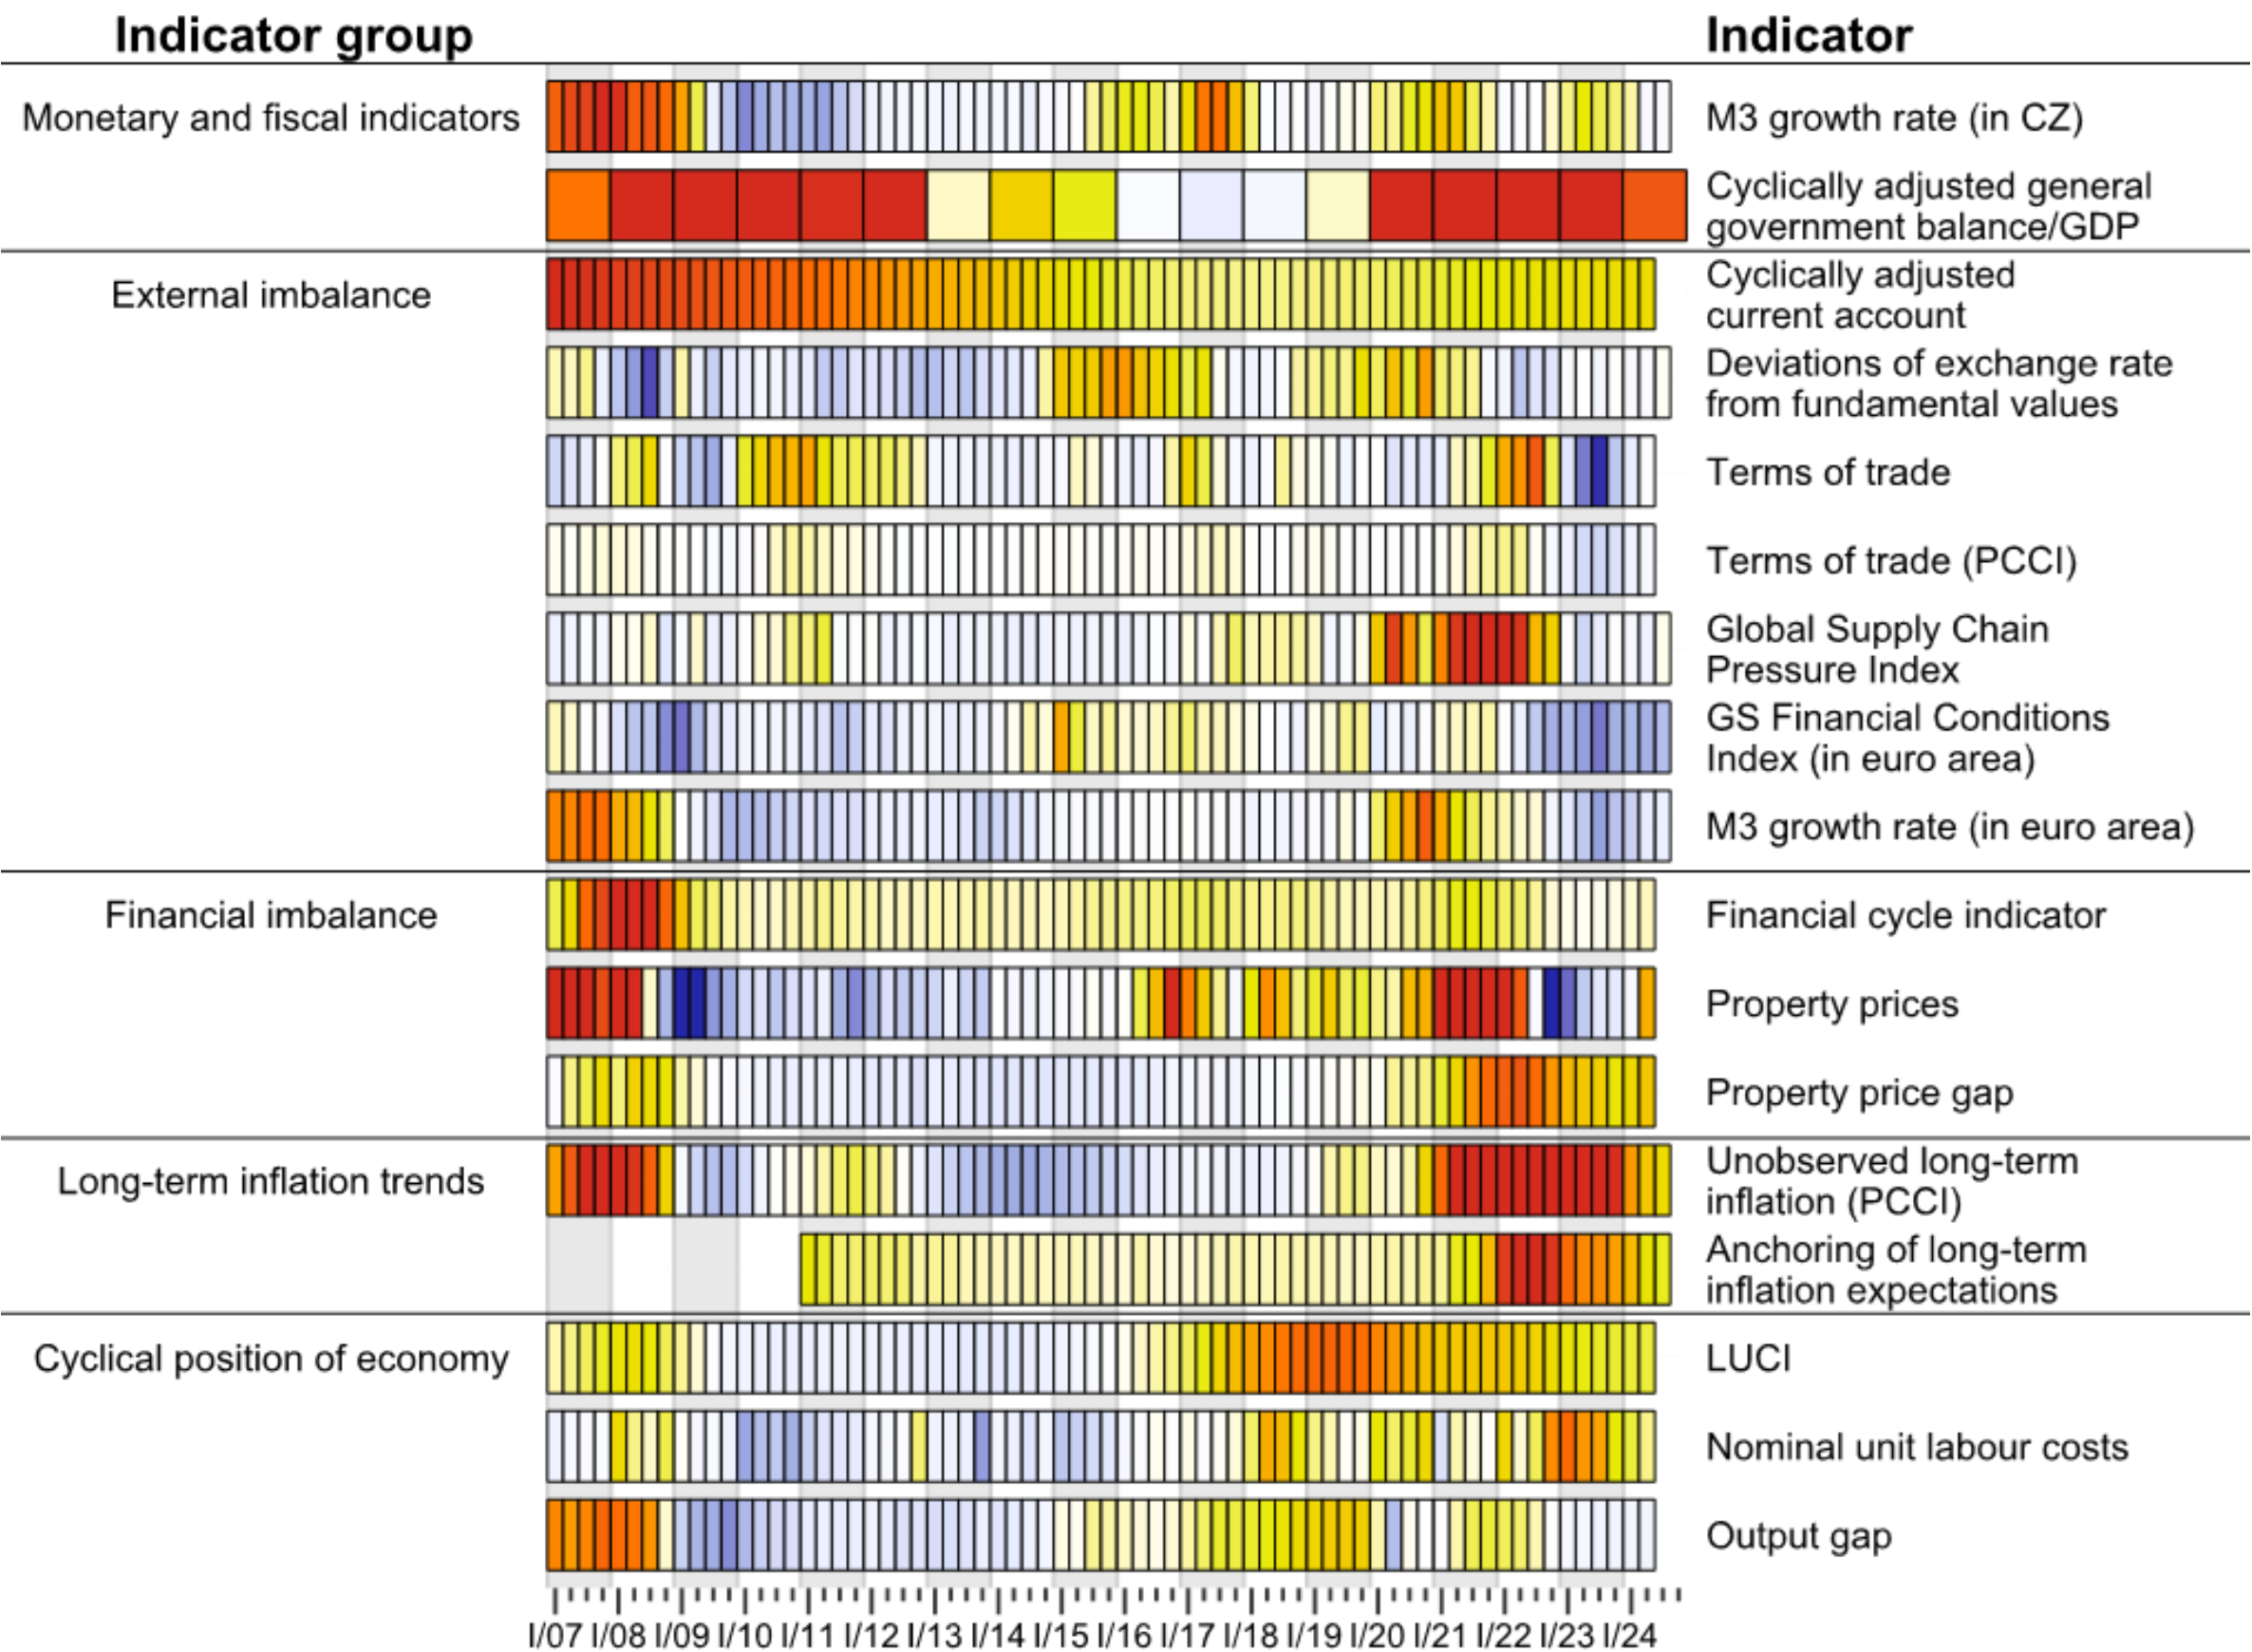 Indicator group
Indicator
Monetary and fiscal indicators
M3 growth rate (in CZ)
Cyclically adjusted general
government balance/GDP
External imbalance
Cyclically adjusted
current account
Deviations of exchange rate
from fundamental values
Terms of trade
Terms of trade (PCCI)
Global Supply Chain
Pressure Index
GS Financial Conditions
Index (in euro area)
M3 growth rate (in euro area)
Financial imbalance
Financial cycle indicator
Property prices
Property price gap
Long-term inflation trends
Unobserved long-term
inflation (PCCI)
Anchoring of long-term
inflation expectations
Cyclical position of economy
LUCI
Nominal unit labour costs
Output gap
I/07 I/08 I/09 I/10 I/11 I/12 I/13 I/14 I/15 I/16 I/17 I/18 I/19 I/20 I/21 I/22 I/23 I/24